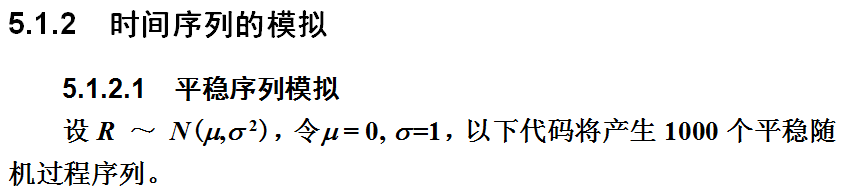 5.1.2 时间序列的模拟
5.1.2.1 平稳序列模拟
设 R ～ N(μ,σ²)，令μ = 0, σ=1，以下代码将产生 1000 个平稳随
机过程序列。